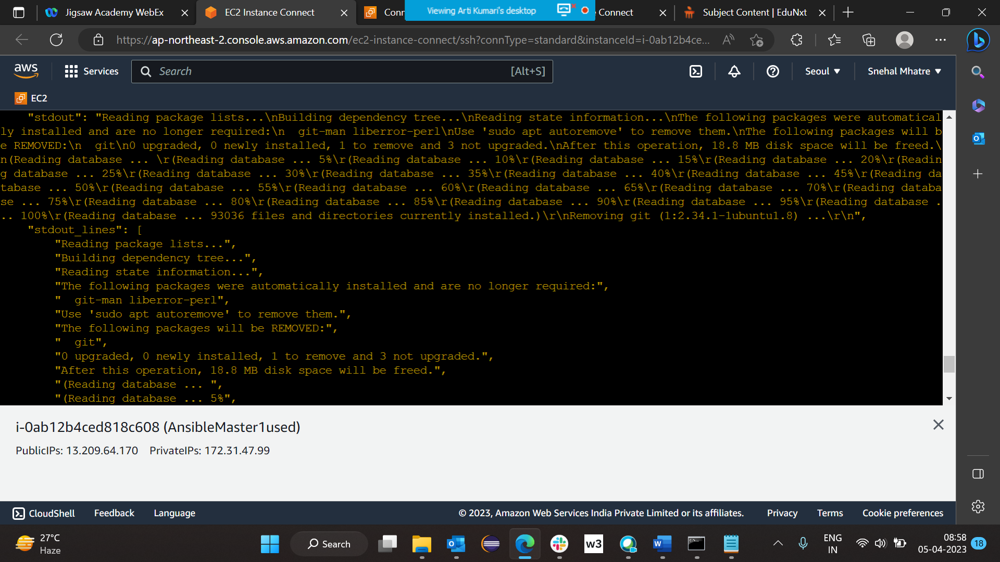 Jigsaw Academy WebEx
EC2 Instance Connect
Conn
Viewing Arti Kumari's desktop
Connect
Subject Content | EduNxt
https://ap-northeast-2.console.aws.amazon.com/ec2-instance-connect/ssh?connType=standard&instanceId=i-0ab12b4ce...
aws
Services
Search
[Alt+S]
Seoul
Snehal Mhatre
EC2
"stdout": "Reading package lists...\nBuilding dependency tree...\nReading state information...\nThe following packages were automatical
ly installed and are no longer required:\n  git-man liberror-perl\nUse 'sudo apt autoremove' to remove them.\nThe following packages will b
e REMOVED:\n  git\n0 upgraded, 0 newly installed, 1 to remove and 3 not upgraded.\nAfter this operation, 18.8 MB disk space will be freed.\
n(Reading database ... \r(Reading database ... 5%\r(Reading database ... 10%\r(Reading database ... 15%\r(Reading database ... 20%\r(Readin
g database ... 25%\r(Reading database ... 30%\r(Reading database ... 35%\r(Reading database ... 40%\r(Reading database ... 45%\r(Reading da
tabase ... 50%\r(Reading database ... 55%\r(Reading database ... 60%\r(Reading database ... 65%\r(Reading database ... 70%\r(Reading databa
se ... 75%\r(Reading database ... 80%\r(Reading database ... 85%\r(Reading database ... 90%\r(Reading database ... 95%\r(Reading database .
.. 100%\r(Reading database ... 93036 files and directories currently installed.)\r\nRemoving git (1:2.34.1-1ubuntu1.8) ...\r\n",
"stdout_lines": [
"Reading package lists...",
"Building dependency tree...",
"Reading state information...",
"The following packages were automatically installed and are no longer required:",
"  git-man liberror-perl",
"Use 'sudo apt autoremove' to remove them.",
"The following packages will be REMOVED:",
"  git",
"0 upgraded, 0 newly installed, 1 to remove and 3 not upgraded.",
"After this operation, 18.8 MB disk space will be freed.",
"(Reading database ... ",
"(Reading database ... 5%",
i-0ab12b4ced818c608 (AnsibleMaster1used)
PublicIPs: 13.209.64.170    PrivateIPs: 172.31.47.99
CloudShell
Feedback
Language
© 2023, Amazon Web Services India Private Limited or its affiliates.
Privacy
Terms
Cookie preferences
27°C
Haze
Search
w3
ENG
IN
08:58
05-04-2023
18